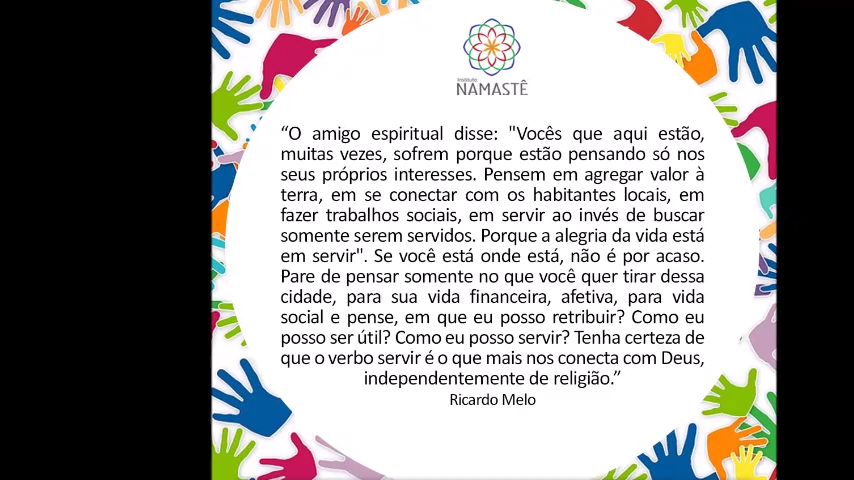 Instituto
NAMASTÊ
“O amigo espiritual disse: "Vocês que aqui estão,
muitas vezes, sofrem porque estão pensando só nos
seus próprios interesses. Pensem em agregar valor à
terra, em se conectar com os habitantes locais, em
fazer trabalhos sociais, em servir ao invés de buscar
somente serem servidos. Porque a alegria da vida está
em servir". Se você está onde está, não é por acaso.
Pare de pensar somente no que você quer tirar dessa
cidade, para sua vida financeira, afetiva, para vida
social e pense, em que eu posso retribuir? Como eu
posso ser útil? Como eu posso servir? Tenha certeza de
que o verbo servir é o que mais nos conecta com Deus,
independentemente de religião.”
Ricardo Melo